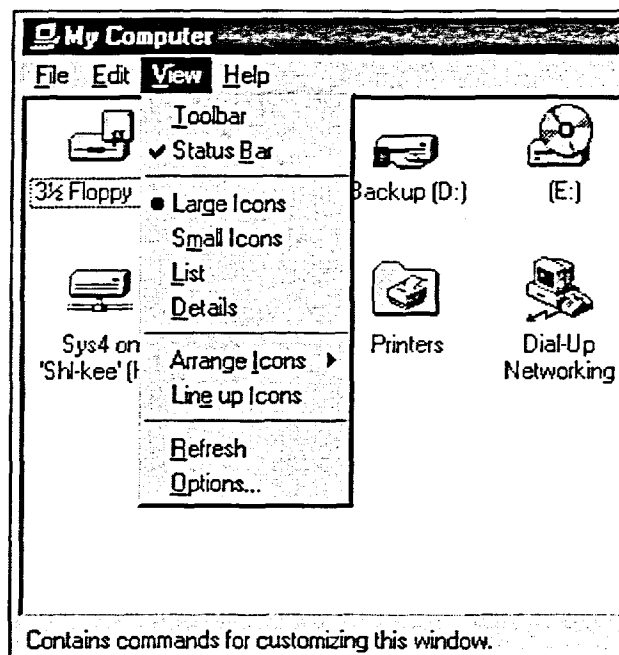 My Computer
File Edit View Help
Toolbar
Status Bar
Large Icons
Small Icons
List
Details
Arrange Icons
Line up Icons
Refresh
Options...
3½ Floppy
Backup (D:)
(E:)
Sys4 on
'Shl-kee' (
Printers
Dial-Up
Networking
Contains commands for customizing this window.